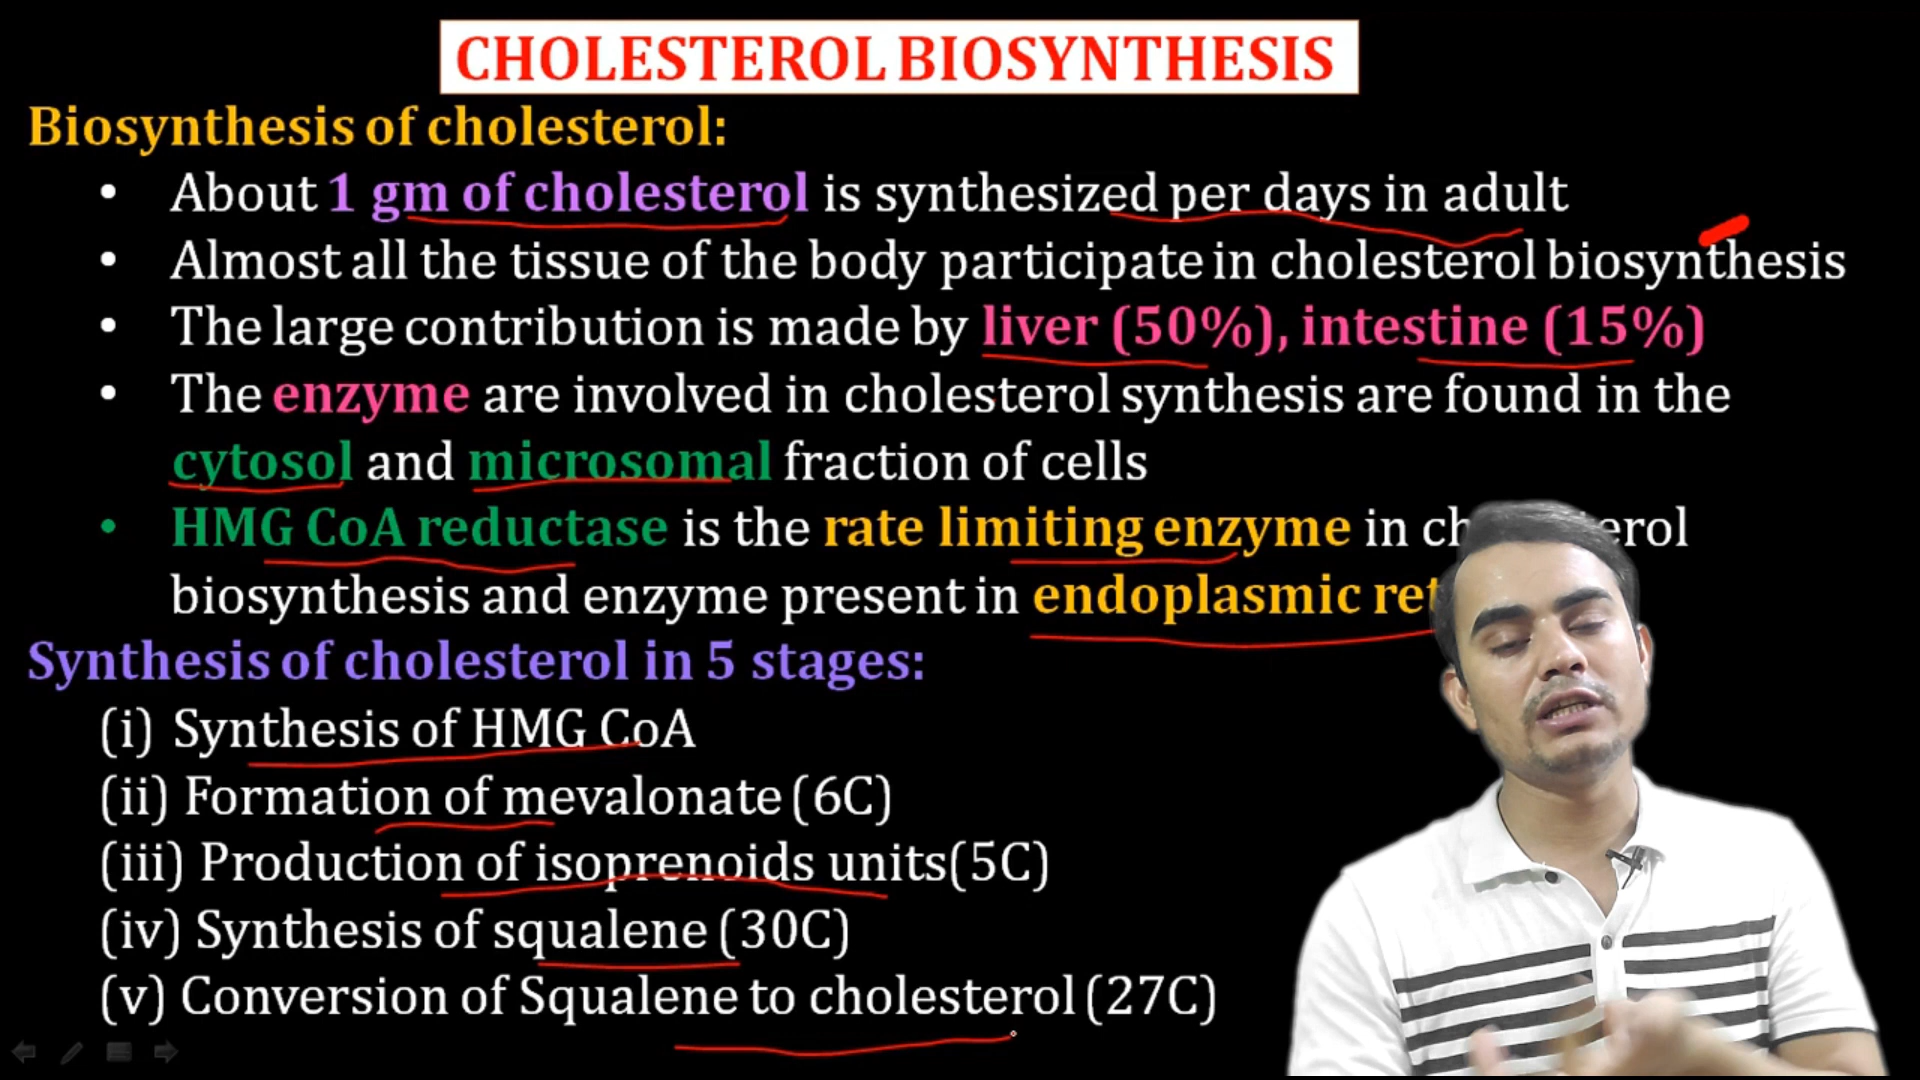 CHOLESTEROL BIOSYNTHESIS
Biosynthesis of cholesterol:
• About 1 gm of cholesterol is synthesized per days in adult
• Almost all the tissue of the body participate in cholesterol biosynthesis
• The large contribution is made by liver (50%), intestine (15%)
• The enzyme are involved in cholesterol synthesis are found in the
cytosol and microsomal fraction of cells
• HMG CoA reductase is the rate limiting enzyme in
biosynthesis and enzyme present in endoplasmic
Synthesis of cholesterol in 5 stages:
(i) Synthesis of HMG CoA
(ii) Formation of mevalonate (6C)
(iii) Production of isoprenoids units(5C)
(iv) Synthesis of squalene (30C)
(v) Conversion of Squalene to cholesterol (27C)